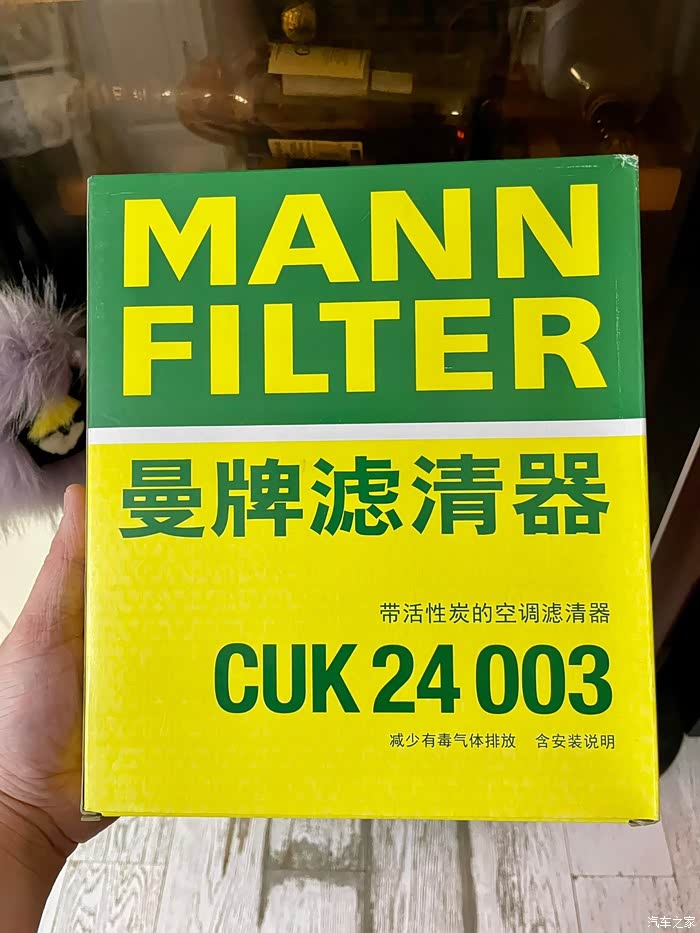 MANN
FILTER
曼牌滤清器
带活性炭的空调滤清器
CUK 24 003
减少有毒气体排放 含安装说明
汽车之家